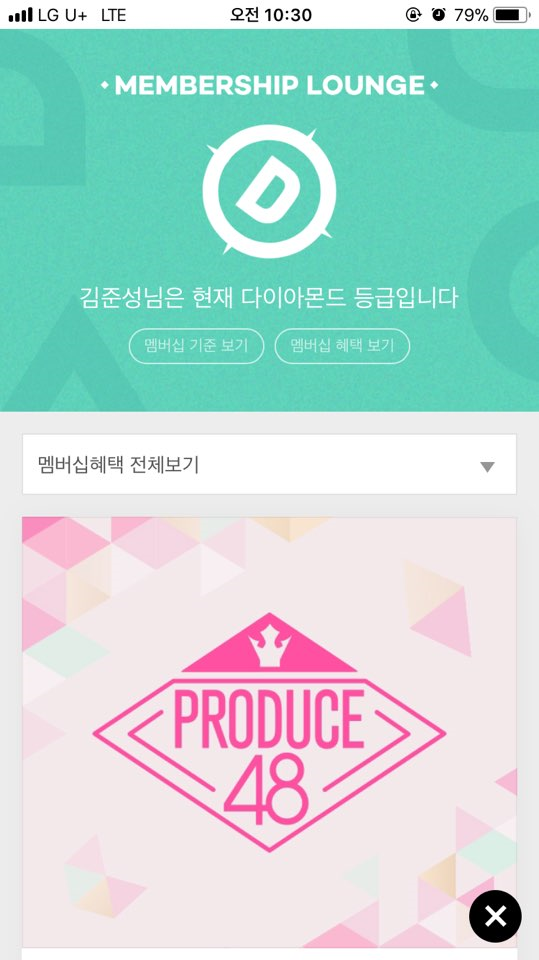 LG U+ LTE 오전 10:30 79%
MEMBERSHIP LOUNGE
D
김준성님은 현재 다이아몬드 등급입니다
멤버십 기준 보기 멤버십 혜택 보기
멤버십혜택 전체보기
PRODUCE
48